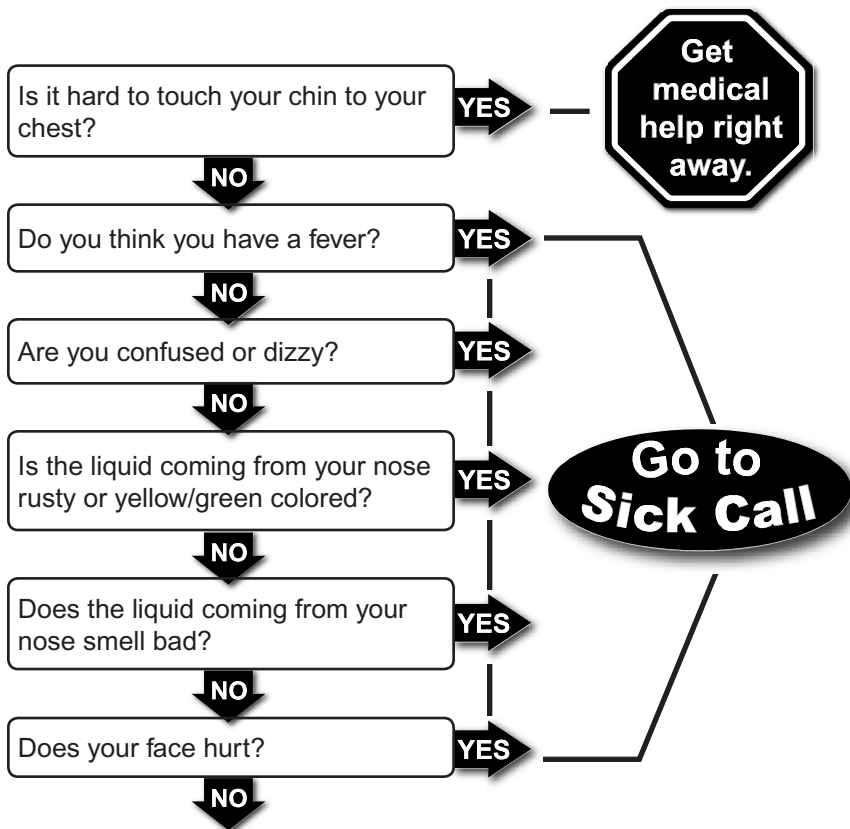 Get
medical
help right
away.
Is it hard to touch your chin to your
chest?
YES
NO
Do you think you have a fever?
YES
NO
Are you confused or dizzy?
YES
NO
Is the liquid coming from your nose
rusty or yellow/green colored?
YES
NO
Go to
Sick Call
Does the liquid coming from your
nose smell bad?
YES
NO
Does your face hurt?
YES
NO